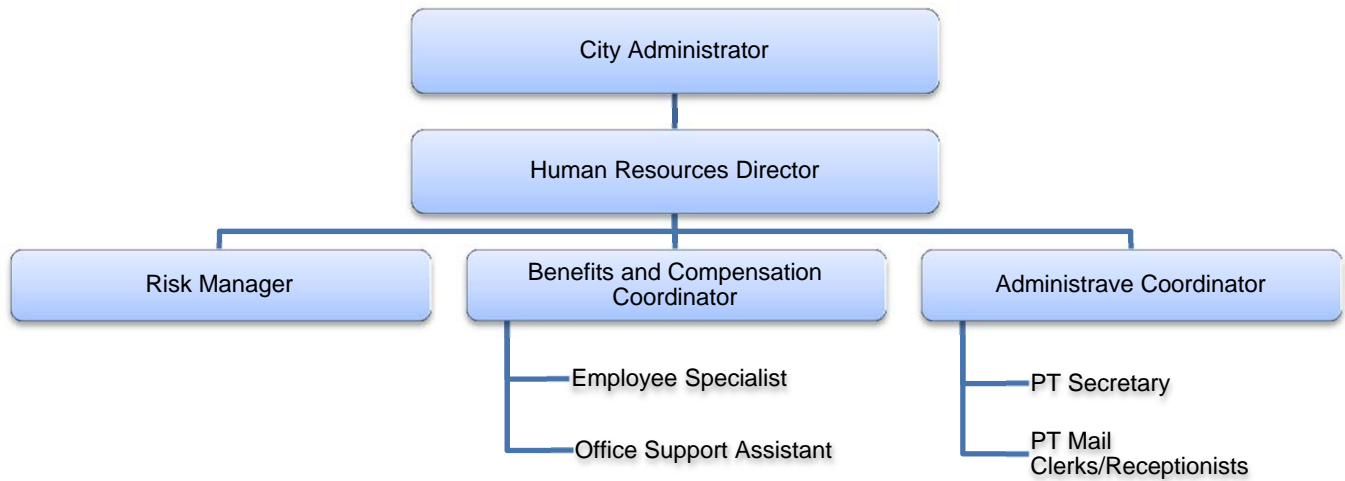 City Administrator
Human Resources Director
Risk Manager
Benefits and Compensation
Coordinator
Administrave Coordinator
Employee Specialist
Office Support Assistant
PT Secretary
PT Mail
Clerks/Receptionists